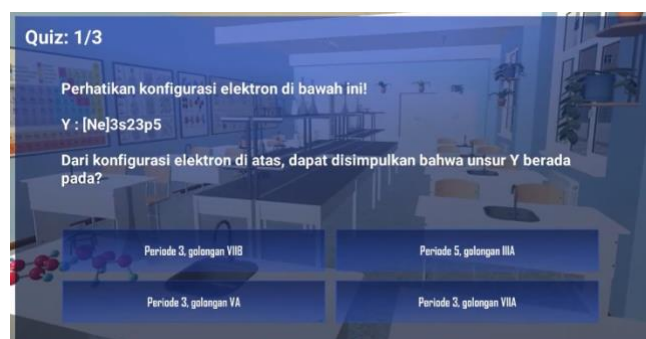 Quiz: 1/3
Perhatikan konfigurasi elektron di bawah ini!
Y : [Ne]3s23p5
Dari konfigurasi elektron di atas, dapat disimpulkan bahwa unsur Y berada
pada?
Periode 3, golongan VIIB
Periode 5, golongan IIIA
Periode 3, golongan VA
Periode 3, golongan VIIA